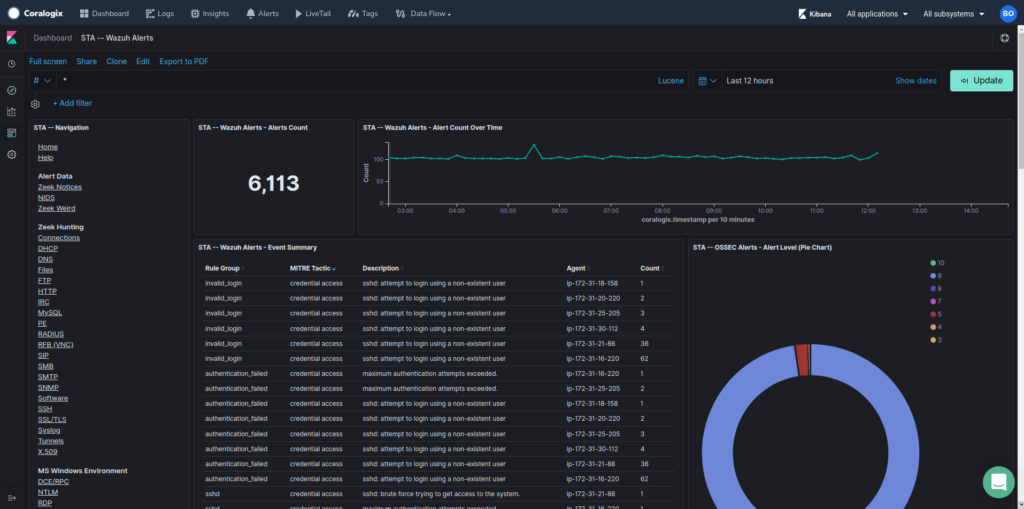 Coralogix Dashboard Logs Insights Alerts LiveTail Tags Data Flow Kibana All applications All subsystems BO
Dashboard STA -- Wazuh Alerts
Full screen Share Clone Edit Export to PDF
# * Lucene Last 12 hours Show dates Update
+ Add filter
STA -- Navigation
Home
Help
Alert Data
Zeek Notices
NIDS
Zeek Weird
Zeek Hunting
Connections
DHCP
DNS
Files
FTP
HTTP
IRC
MySQL
PE
RADIUS
RFB (VNC)
SIP
SMB
SMTP
SNMP
Software
SSH
SSL/TLS
Syslog
Tunnels
X.509
MS Windows Environment
DCE/RPC
NTLM
RDP
STA -- Wazuh Alerts - Alerts Count
6,113
STA -- Wazuh Alerts - Alert Count Over Time
Count
100
50
0
03:00 04:00 05:00 06:00 07:00 08:00 09:00 10:00 11:00 12:00 13:00 14:00
coralogix.timestamp per 10 minutes
STA -- Wazuh Alerts - Event Summary
Rule Group MITRE Tactic Description Agent Count
invalid_login credential access sshd: attempt to login using a non-existent user ip-172-31-18-158 1
invalid_login credential access sshd: attempt to login using a non-existent user ip-172-31-20-220 2
invalid_login credential access sshd: attempt to login using a non-existent user ip-172-31-25-205 3
invalid_login credential access sshd: attempt to login using a non-existent user ip-172-31-30-112 4
invalid_login credential access sshd: attempt to login using a non-existent user ip-172-31-21-88 36
invalid_login credential access sshd: attempt to login using a non-existent user ip-172-31-16-220 62
authentication_failed credential access maximum authentication attempts exceeded. ip-172-31-16-220 1
authentication_failed credential access maximum authentication attempts exceeded. ip-172-31-25-205 2
authentication_failed credential access sshd: attempt to login using a non-existent user ip-172-31-18-158 1
authentication_failed credential access sshd: attempt to login using a non-existent user ip-172-31-20-220 2
authentication_failed credential access sshd: attempt to login using a non-existent user ip-172-31-25-205 3
authentication_failed credential access sshd: attempt to login using a non-existent user ip-172-31-30-112 4
authentication_failed credential access sshd: attempt to login using a non-existent user ip-172-31-21-88 36
authentication_failed credential access sshd: attempt to login using a non-existent user ip-172-31-16-220 62
sshd credential access sshd: brute force trying to get access to the system. ip-172-31-21-88 1
sshd credential access maximum authentication attempts exceeded. ip-172-31-16-220 1
STA -- OSSEC Alerts - Alert Level (Pie Chart)
10
9
8
7
5
4
3